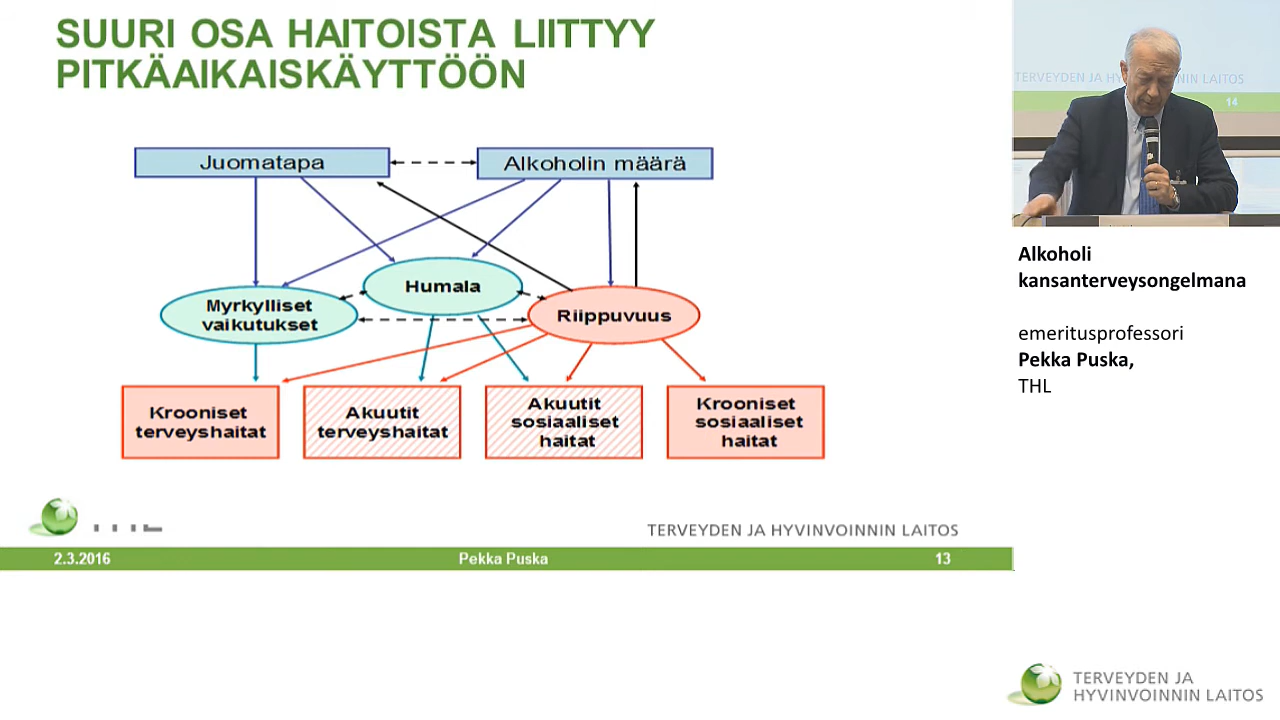 SUURI OSA HAITOISTA LIITTYY
PITKÄAIKAISKÄYTTÖÖN
Juomatapa
Alkoholin määrä
Humala
Myrkylliset
vaikutukset
Riippuvuus
Krooniset
terveyshaitat
Akuutit
terveyshaitat
Akuutit
sosiaaliset
haitat
Krooniset
sosiaaliset
haitat
TERVEYDEN JA HYVINVOINNIN LAITOS
2.3.2016
Pekka Puska
13
TERVEYDEN JA HY
NIN LAITOS
14
Alkoholi
kansanterveysongelmana
emeritusprofessori
Pekka Puska,
THL
TERVEYDEN JA
HYVINVOINNIN LAITOS